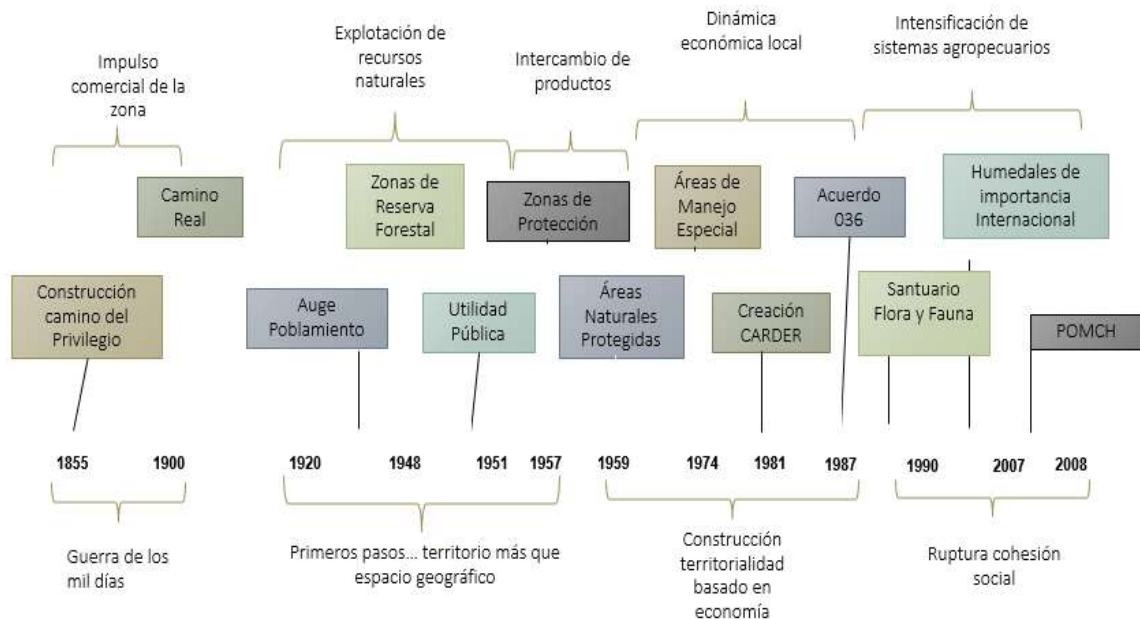 Impulso
comercial de la
zona
Explotación de
recursos
naturales
Intercambio de
productos
Dinámica
económica local
Intensificación de
sistemas agropecuarios
Camino
Real
Zonas de
Reserva
Forestal
Zonas de
Protección
Áreas de
Manejo
Especial
Acuerdo
036
Humedales de
importancia
Internacional
Construcción
camino del
Privilegio
Auge
Poblamiento
Utilidad
Pública
Áreas
Naturales
Protegidas
Creación
CARDER
Santuario
Flora y Fauna
POMCH
1855 1900 1920 1948 1951 1957 1959 1974 1981 1987 1990 2007 2008
Guerra de los
mil días
Primeros pasos... territorio más que
espacio geográfico
Construcción
territorialidad
basado en
economía
Ruptura cohesión
social